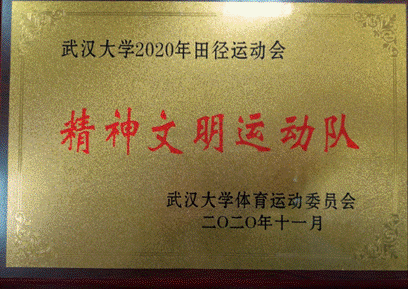 武汉大学2020年田径运动会
精神文明运动队
武汉大学体育运动委员会
二〇二〇年十一月